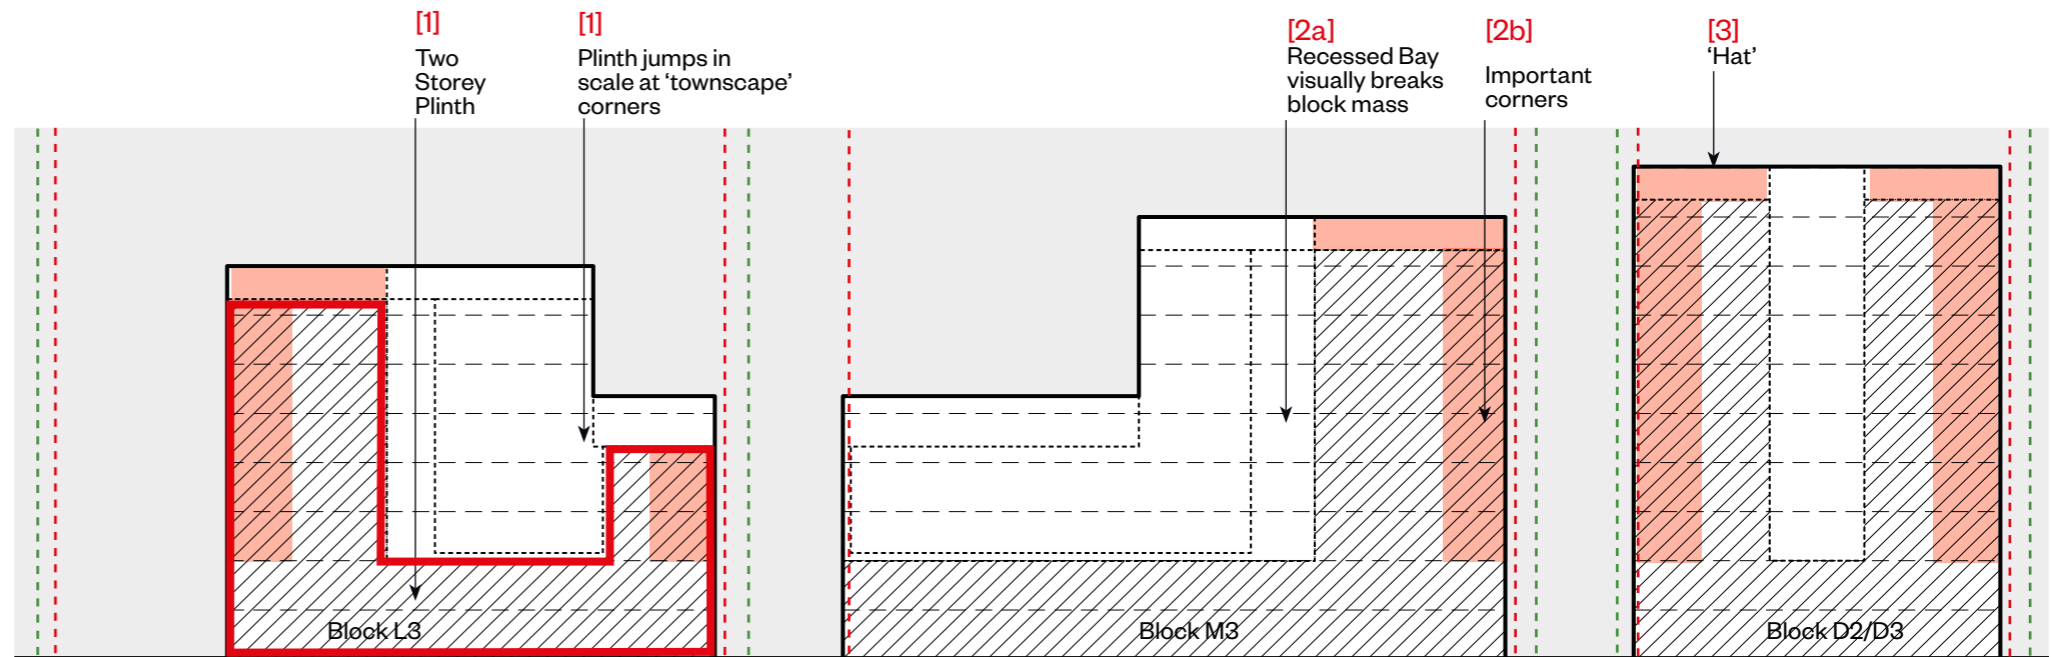 [1]
Two
Storey
Plinth
[1]
Plinth jumps in
scale at ‘townscape’
corners
[2a]
Recessed Bay
visually breaks
block mass
[2b]
Important
corners
[3]
‘Hat’
Block L3
Block M3
Block D2/D3